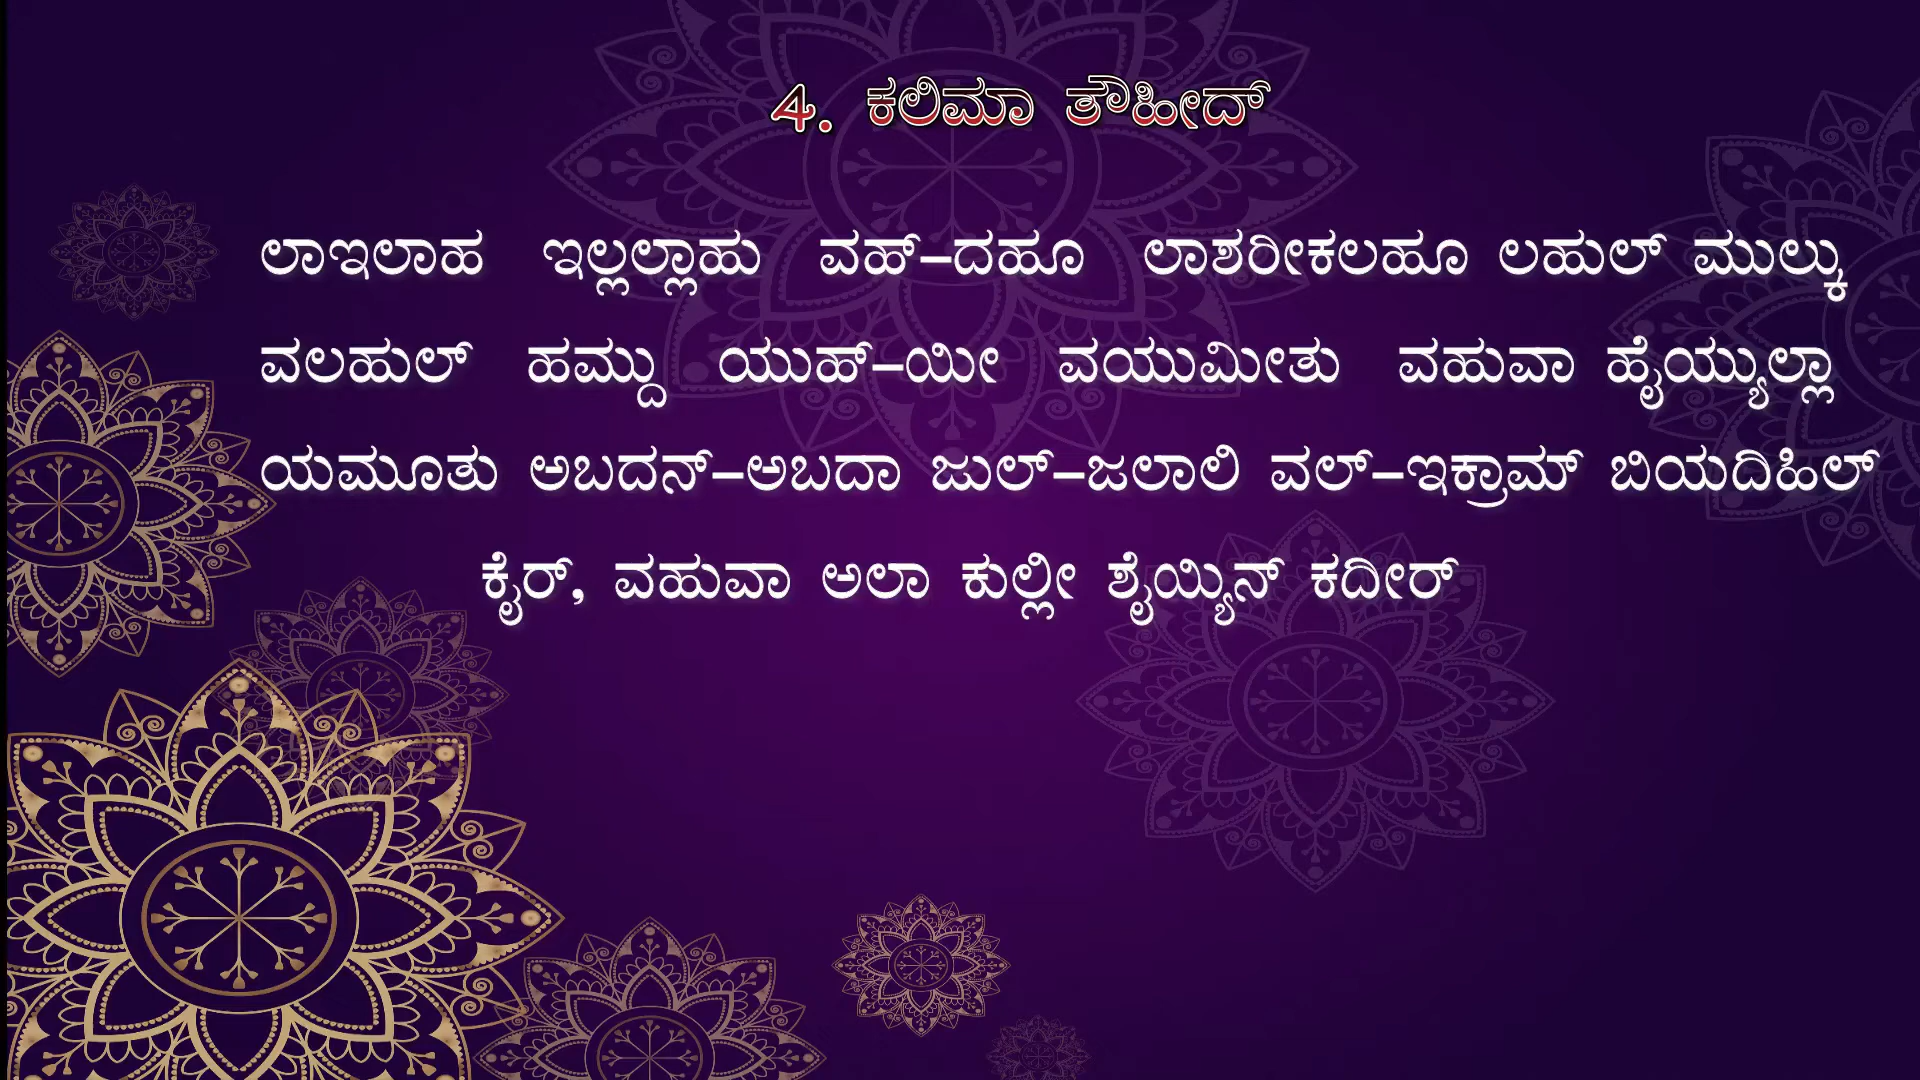 4. ಕಲಿಮಾ ತೌಹೀದ್
ಲಾಇಲಾಹ ಇಲ್ಲಲ್ಲಾಹು ವಹ್-ದಹೂ ಲಾಶರೀಕಲಹೂ ಲಹುಲ್ ಮುಲ್ಕು
ವಲಹುಲ್ ಹಮ್ದು ಯುಹ್-ಯೀ ವಯುಮೀತು ವಹುವಾ ಹೈಯ್ಯುಲ್ಲಾ
ಯಮೂತು ಅಬದನ್-ಅಬದಾ ಜುಲ್-ಜಲಾಲಿ ವಲ್-ಇಕ್ರಾಮ್ ಬಿಯದಿಹಿಲ್
ಕೈರ್, ವಹುವಾ ಅಲಾ ಕುಲ್ಲೀ ಶೈಯ್ಯಿನ್ ಕದೀರ್